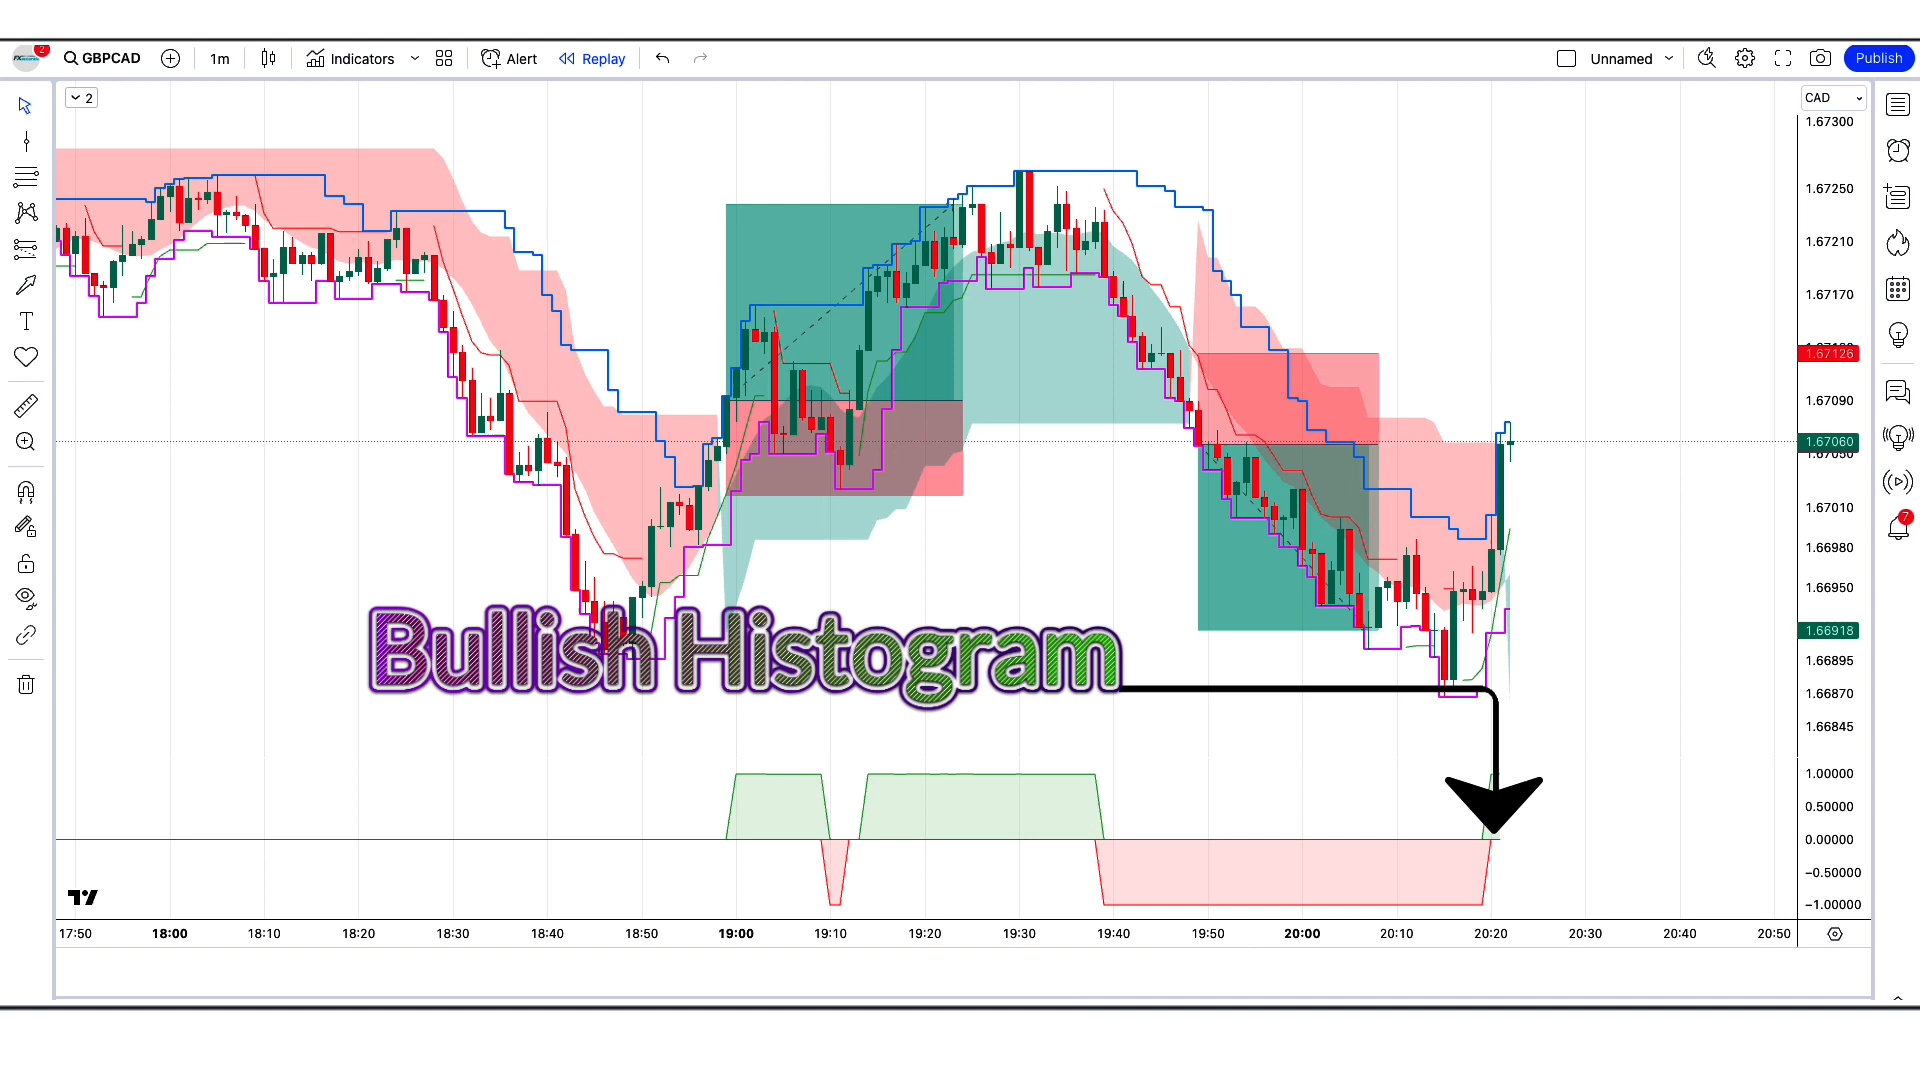 2
GBPCAD
1m
Indicators
Alert
Replay
Unnamed
Publish
2
CAD
1.67300
1.67250
1.67210
1.67170
1.67126
1.67090
1.67060
1.67010
1.66980
1.66950
1.66918
1.66895
1.66870
1.66845
7
Bullish Histogram
1.00000
0.50000
0.00000
−0.50000
−1.00000
17:50 18:00 18:10 18:20 18:30 18:40 18:50 19:00 19:10 19:20 19:30 19:40 19:50 20:00 20:10 20:20 20:30 20:40 20:50